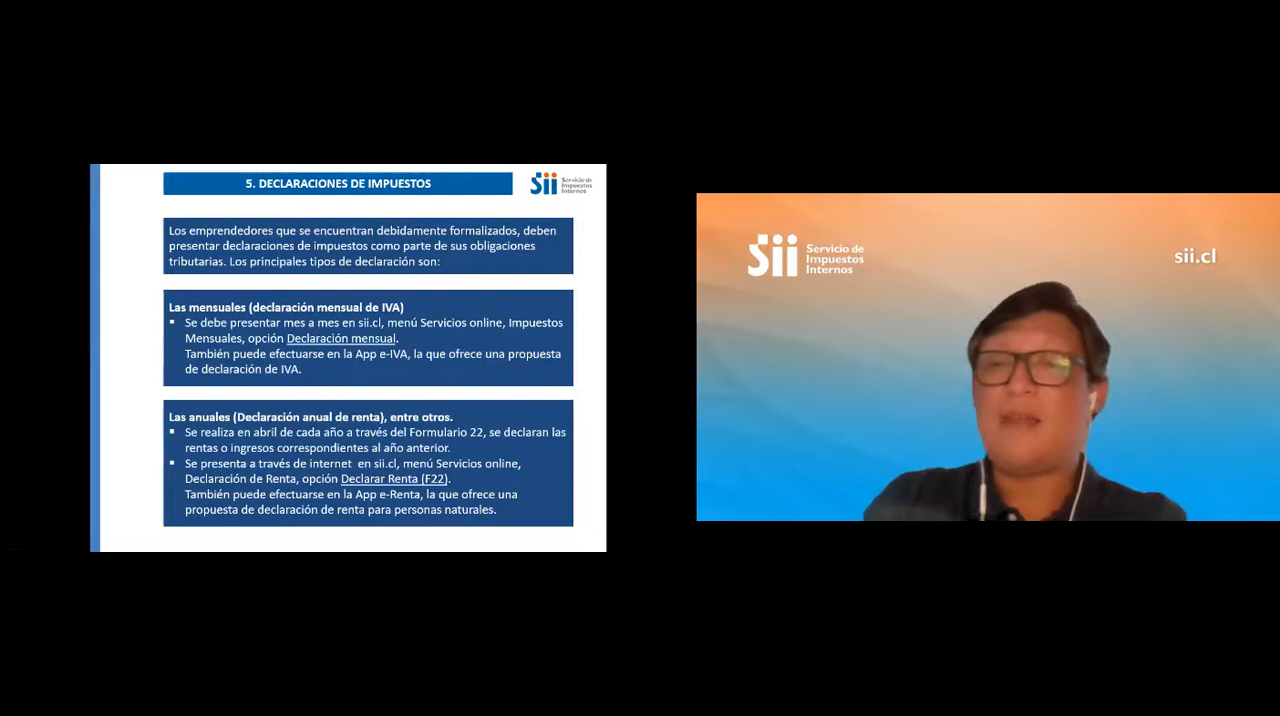 5. DECLARACIONES DE IMPUESTOS
Sii Servicio de
Impuestos
Internos
Los emprendedores que se encuentran debidamente formalizados, deben
presentar declaraciones de impuestos como parte de sus obligaciones
tributarias. Los principales tipos de declaración son:
Las mensuales (declaración mensual de IVA)
▪ Se debe presentar mes a mes en sii.cl, menú Servicios online, Impuestos
Mensuales, opción Declaración mensual.
También puede efectuarse en la App e-IVA, la que ofrece una propuesta
de declaración de IVA.
Las anuales (Declaración anual de renta), entre otros.
▪ Se realiza en abril de cada año a través del Formulario 22, se declaran las
rentas o ingresos correspondientes al año anterior.
▪ Se presenta a través de internet en sii.cl, menú Servicios online,
Declaración de Renta, opción Declarar Renta (F22).
También puede efectuarse en la App e-Renta, la que ofrece una
propuesta de declaración de renta para personas naturales.
Sii Servicio de
Impuestos
Internos
sii.cl